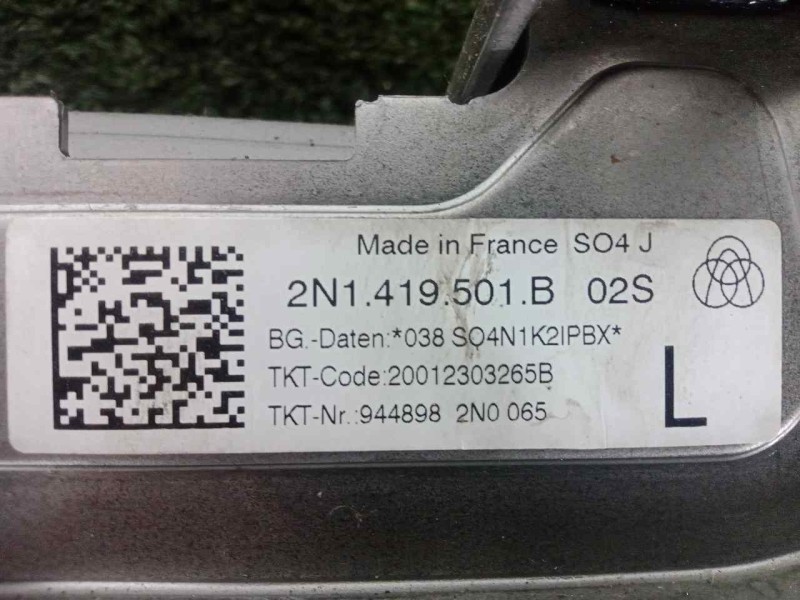 Made in France SO4 J
2N1.419.501.B 02S
BG.-Daten:*038 SO4N1K2IPBX*
TKT-Code:20012303265B
TKT-Nr.:944898 2N0 065
L